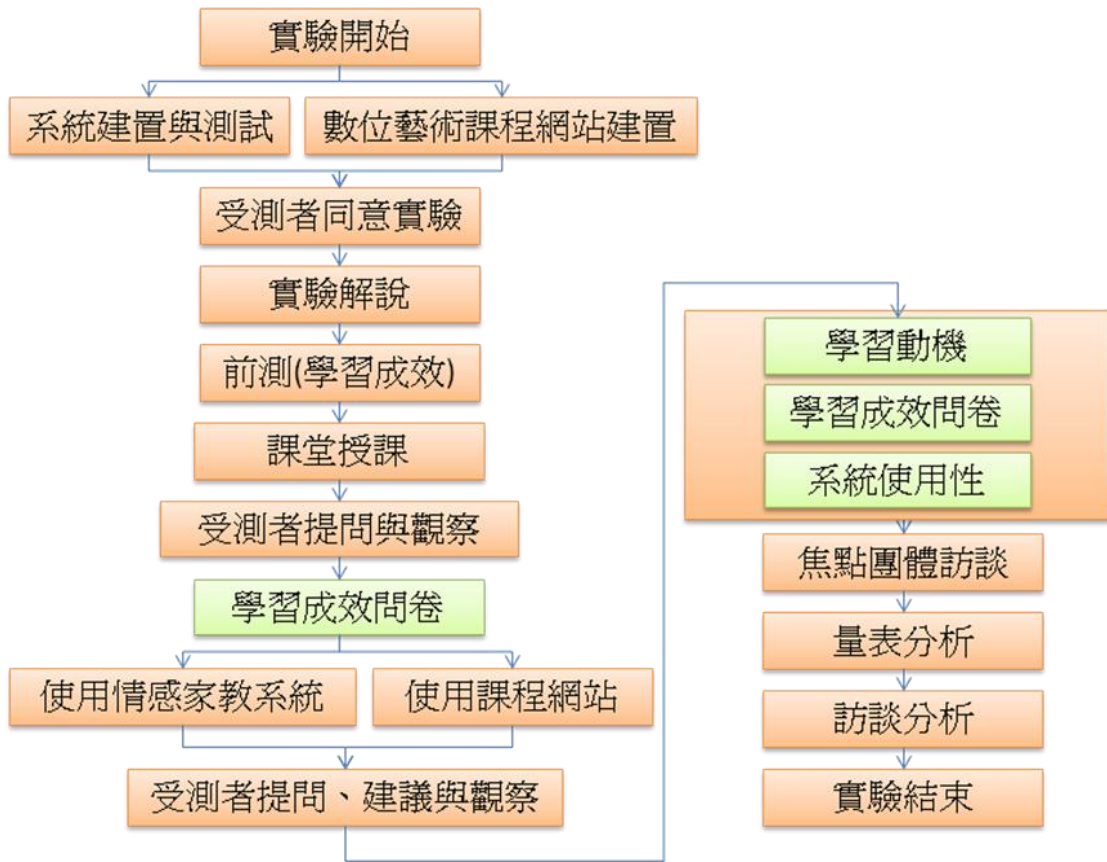 實驗開始
系統建置與測試
數位藝術課程網站建置
受測者同意實驗
實驗解說
前測(學習成效)
課堂授課
受測者提問與觀察
學習成效問卷
使用情感家教系統
使用課程網站
受測者提問、建議與觀察
學習動機
學習成效問卷
系統使用性
焦點團體訪談
量表分析
訪談分析
實驗結束